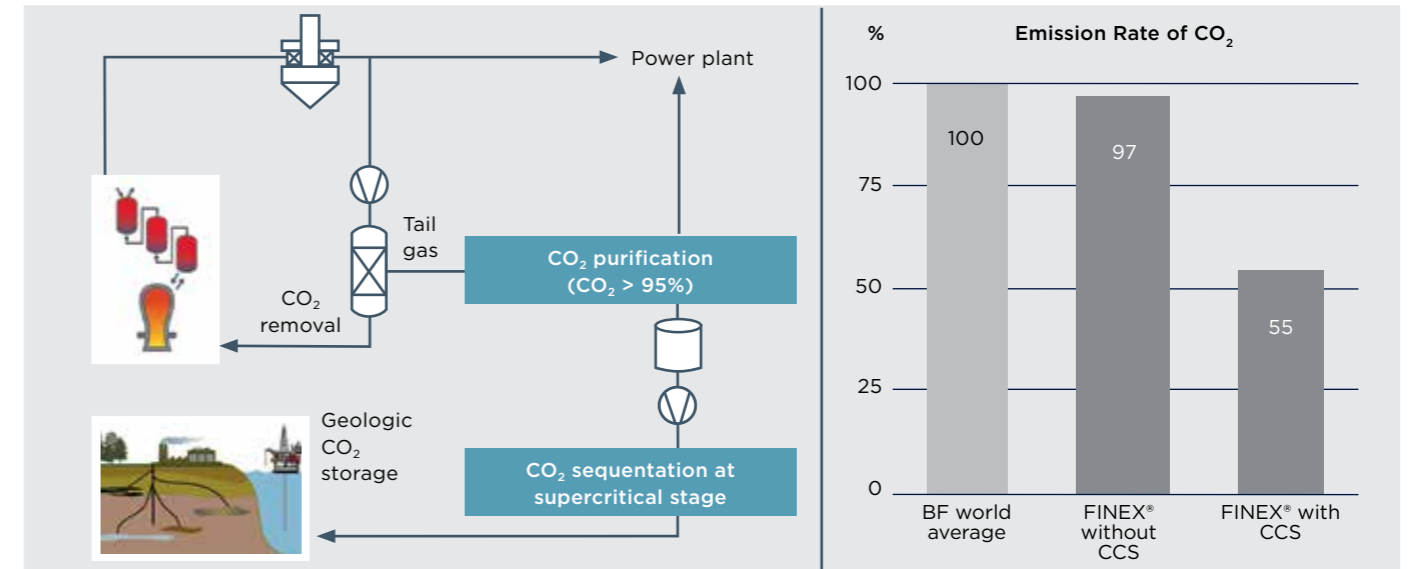 Power plant
Tail
gas
CO₂ purification
(CO₂ > 95%)
CO₂
removal
Geologic
CO₂
storage
CO₂ sequentation at
supercritical stage
% Emission Rate of CO₂
100
75
50
25
0
100
97
55
BF world
average
FINEX®
without
CCS
FINEX® with
CCS